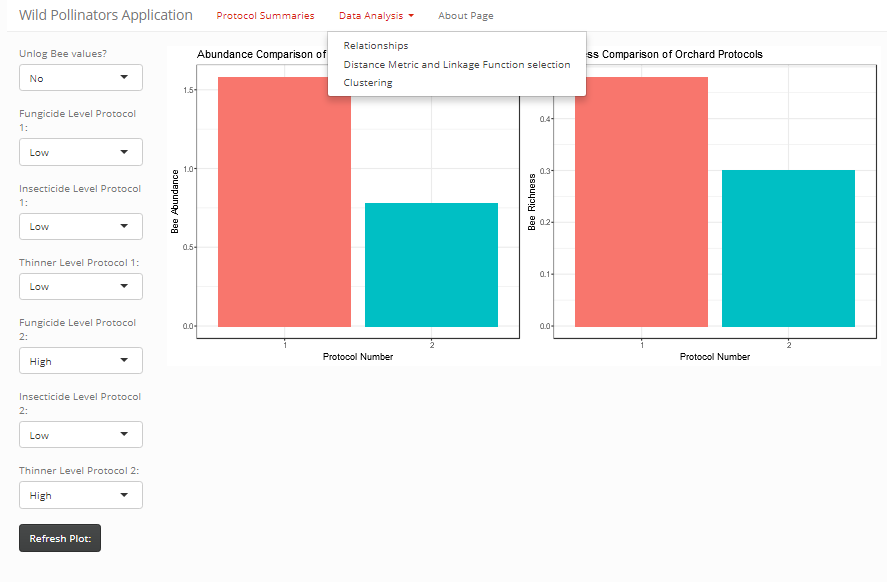 Wild Pollinators Application
Protocol Summaries
Data Analysis
About Page
Relationships
Distance Metric and Linkage Function selection
Clustering
Unlog Bee values?
No
Fungicide Level Protocol
1:
Low
Insecticide Level Protocol
1:
Low
Thinner Level Protocol 1:
Low
Fungicide Level Protocol
2:
High
Insecticide Level Protocol
2:
Low
Thinner Level Protocol 2:
High
Refresh Plot:
Abundance Comparison of
Bee Abundance
1.5
1.0
0.5
0.0
1
2
Protocol Number
ss Comparison of Orchard Protocols
Bee Richness
0.4
0.3
0.2
0.1
0.0
1
2
Protocol Number